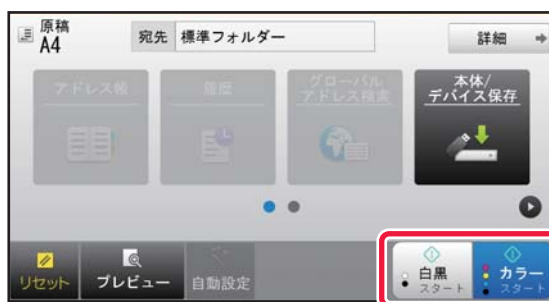 原稿
A4
宛先 標準フォルダー
詳細
アドレス帳
履歴
グローバル
アドレス検索
本体/
デバイス保存
リセット
プレビュー
自動設定
白黒
スタート
カラー
スタート